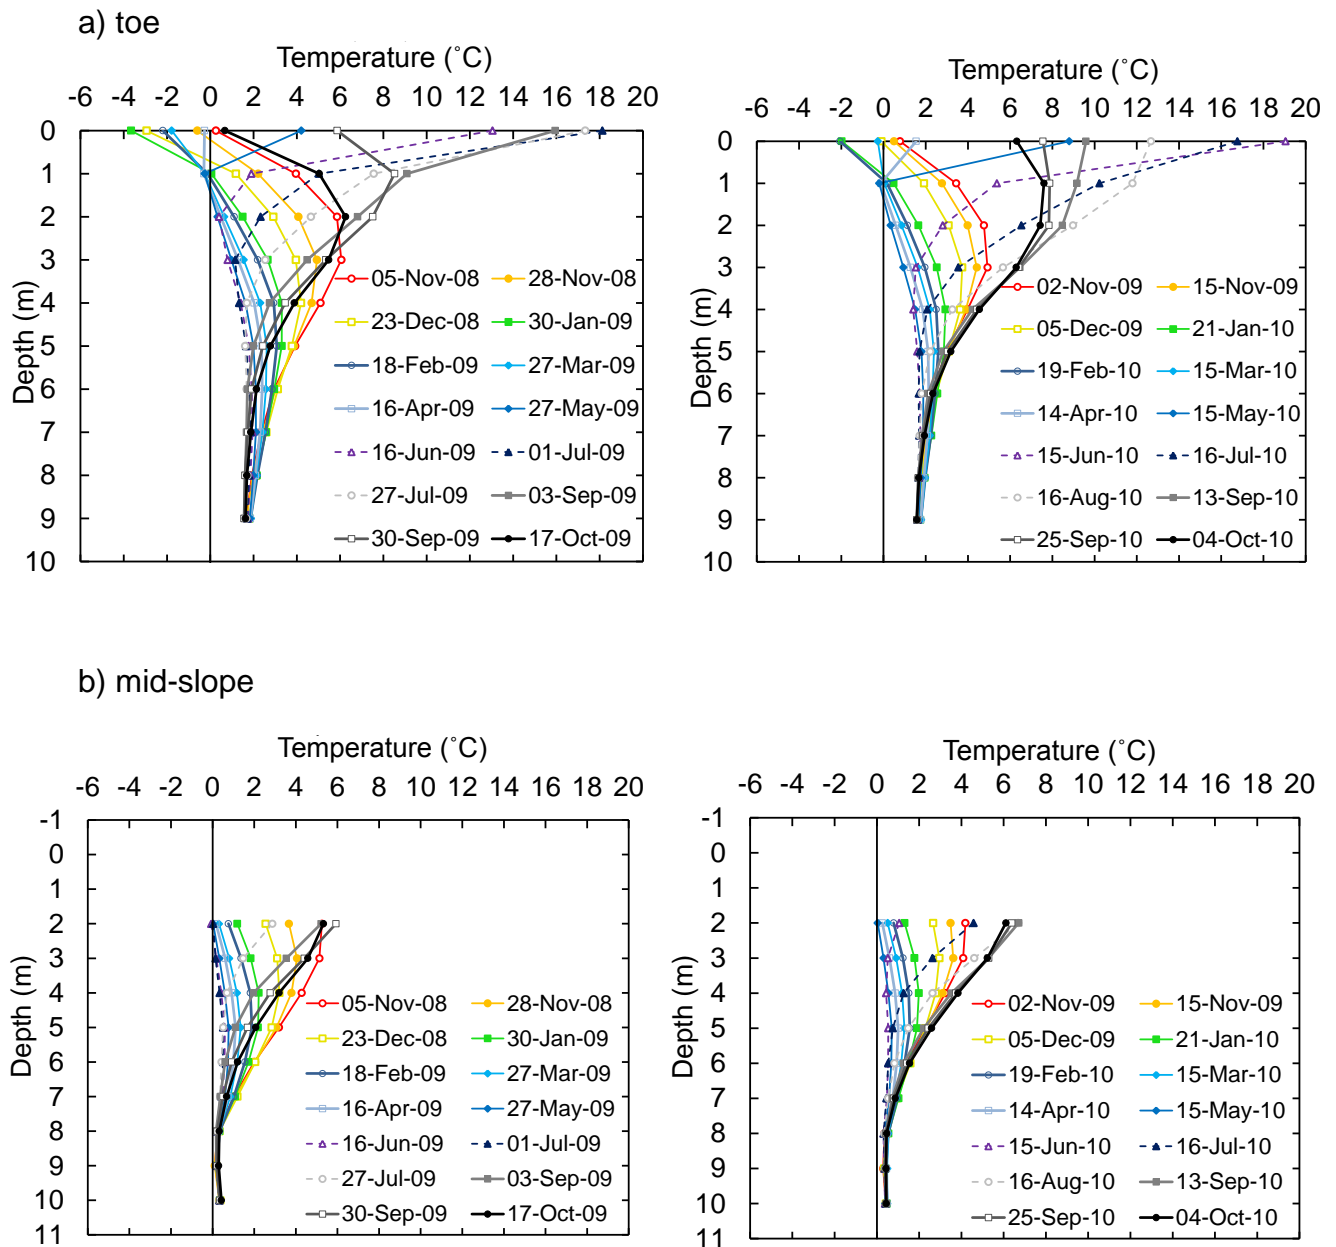 a) toe
Temperature (˚C)
-6 -4 -2 0 2 4 6 8 10 12 14 16 18 20
0
1
2
3
4
5
6
7
8
9
10
Depth (m)
05-Nov-08 28-Nov-08
23-Dec-08 30-Jan-09
18-Feb-09 27-Mar-09
16-Apr-09 27-May-09
16-Jun-09 01-Jul-09
27-Jul-09 03-Sep-09
30-Sep-09 17-Oct-09
Temperature (˚C)
-6 -4 -2 0 2 4 6 8 10 12 14 16 18 20
0
1
2
3
4
5
6
7
8
9
10
Depth (m)
02-Nov-09 15-Nov-09
05-Dec-09 21-Jan-10
19-Feb-10 15-Mar-10
14-Apr-10 15-May-10
15-Jun-10 16-Jul-10
16-Aug-10 13-Sep-10
25-Sep-10 04-Oct-10
b) mid-slope
Temperature (˚C)
-6 -4 -2 0 2 4 6 8 10 12 14 16 18 20
-1
0
1
2
3
4
5
6
7
8
9
10
11
Depth (m)
05-Nov-08 28-Nov-08
23-Dec-08 30-Jan-09
18-Feb-09 27-Mar-09
16-Apr-09 27-May-09
16-Jun-09 01-Jul-09
27-Jul-09 03-Sep-09
30-Sep-09 17-Oct-09
Temperature (˚C)
-6 -4 -2 0 2 4 6 8 10 12 14 16 18 20
-1
0
1
2
3
4
5
6
7
8
9
10
11
Depth (m)
02-Nov-09 15-Nov-09
05-Dec-09 21-Jan-10
19-Feb-10 15-Mar-10
14-Apr-10 15-May-10
15-Jun-10 16-Jul-10
16-Aug-10 13-Sep-10
25-Sep-10 04-Oct-10